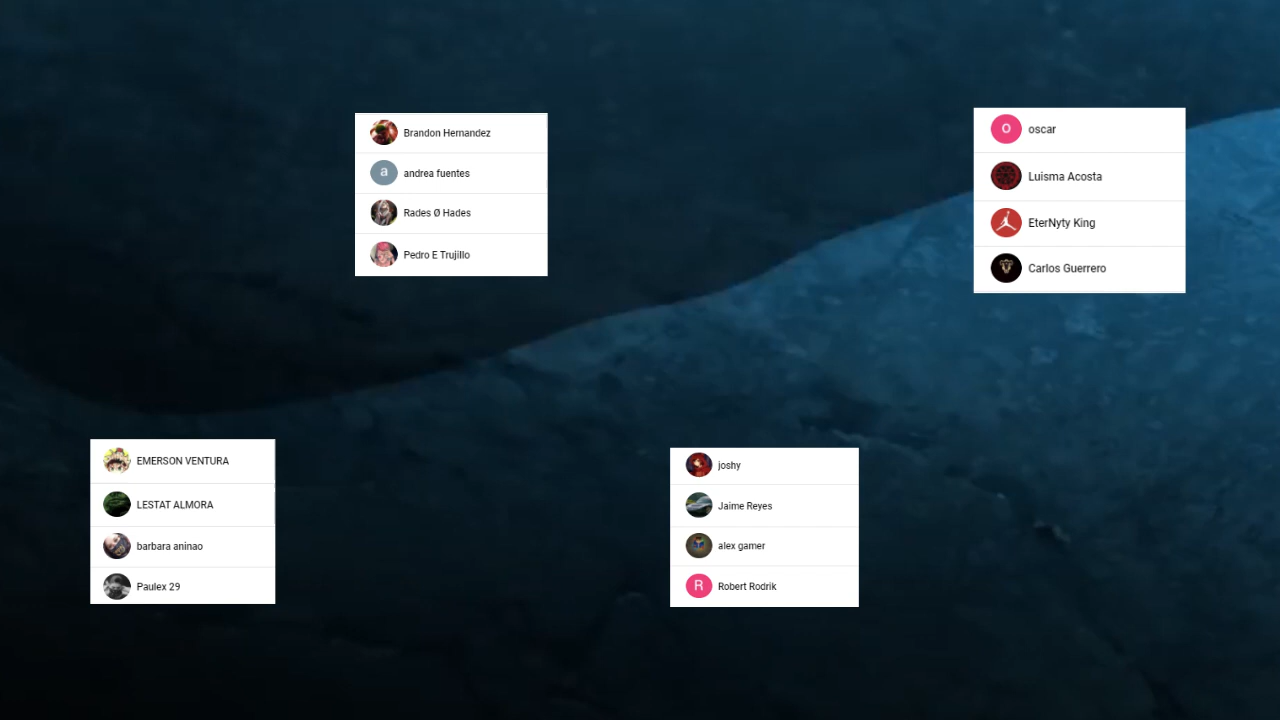 Brandon Hernandez
a
andrea fuentes
Rades Ø Hades
Pedro E Trujillo
O
oscar
Luisma Acosta
EterNyty King
Carlos Guerrero
EMERSON VENTURA
LESTAT ALMORA
barbara aninao
Paulex 29
joshy
Jaime Reyes
alex gamer
R
Robert Rodrik